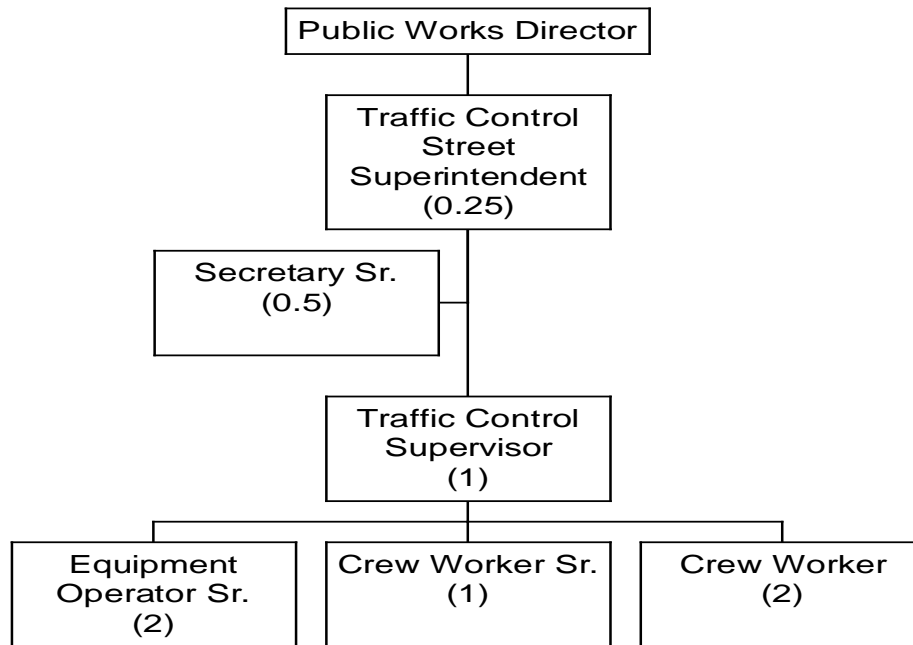 Public Works Director
Traffic Control
Street
Superintendent
(0.25)
Secretary Sr.
(0.5)
Traffic Control
Supervisor
(1)
Equipment
Operator Sr.
(2)
Crew Worker Sr.
(1)
Crew Worker
(2)